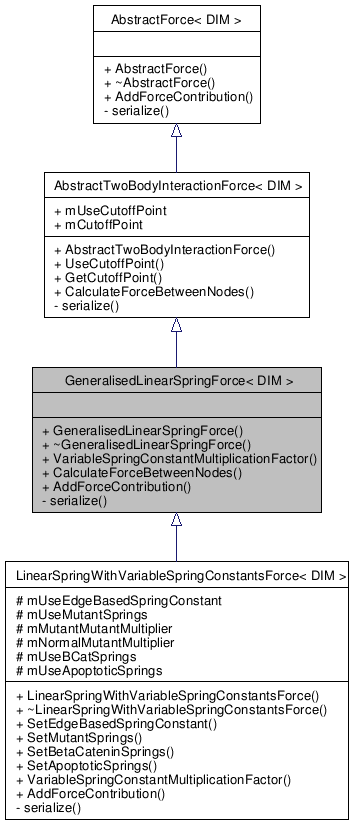 AbstractForce< DIM >
+ AbstractForce()
+ ~AbstractForce()
+ AddForceContribution()
- serialize()
AbstractTwoBodyInteractionForce< DIM >
+ mUseCutoffPoint
+ mCutoffPoint
+ AbstractTwoBodyInteractionForce()
+ UseCutoffPoint()
+ GetCutoffPoint()
+ CalculateForceBetweenNodes()
- serialize()
GeneralisedLinearSpringForce< DIM >
+ GeneralisedLinearSpringForce()
+ ~GeneralisedLinearSpringForce()
+ VariableSpringConstantMultiplicationFactor()
+ CalculateForceBetweenNodes()
+ AddForceContribution()
- serialize()
LinearSpringWithVariableSpringConstantsForce< DIM >
# mUseEdgeBasedSpringConstant
# mUseMutantSprings
# mMutantMutantMultiplier
# mNormalMutantMultiplier
# mUseBCatSprings
# mUseApoptoticSprings
+ LinearSpringWithVariableSpringConstantsForce()
+ ~LinearSpringWithVariableSpringConstantsForce()
+ SetEdgeBasedSpringConstant()
+ SetMutantSprings()
+ SetBetaCateninSprings()
+ SetApoptoticSprings()
+ VariableSpringConstantMultiplicationFactor()
+ AddForceContribution()
- serialize()